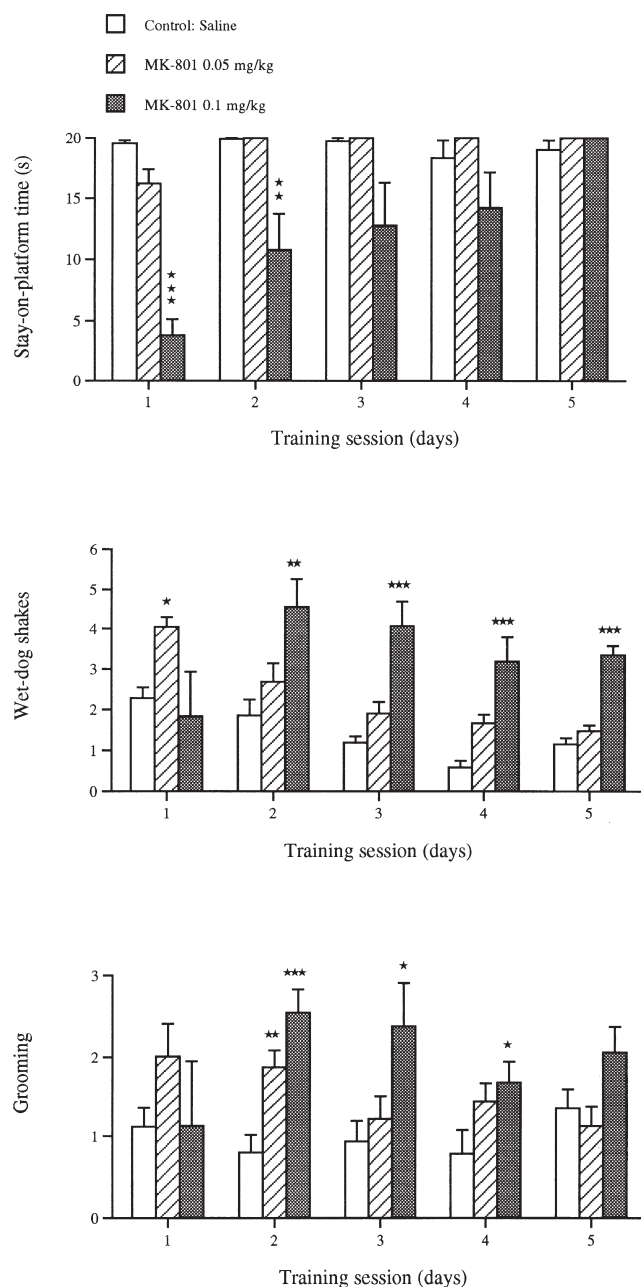 Control: Saline
MK-801 0.05 mg/kg
MK-801 0.1 mg/kg
Stay-on-platform time (s)
20
15
10
5
0
★
★
★
★
★
1 2 3 4 5
Training session (days)
Wet-dog shakes
6
5
4
3
2
1
0
★ ★★ ★★★ ★★★ ★★★
1 2 3 4 5
Training session (days)
Grooming
3
2
1
0
★★ ★★★ ★ ★
1 2 3 4 5
Training session (days)